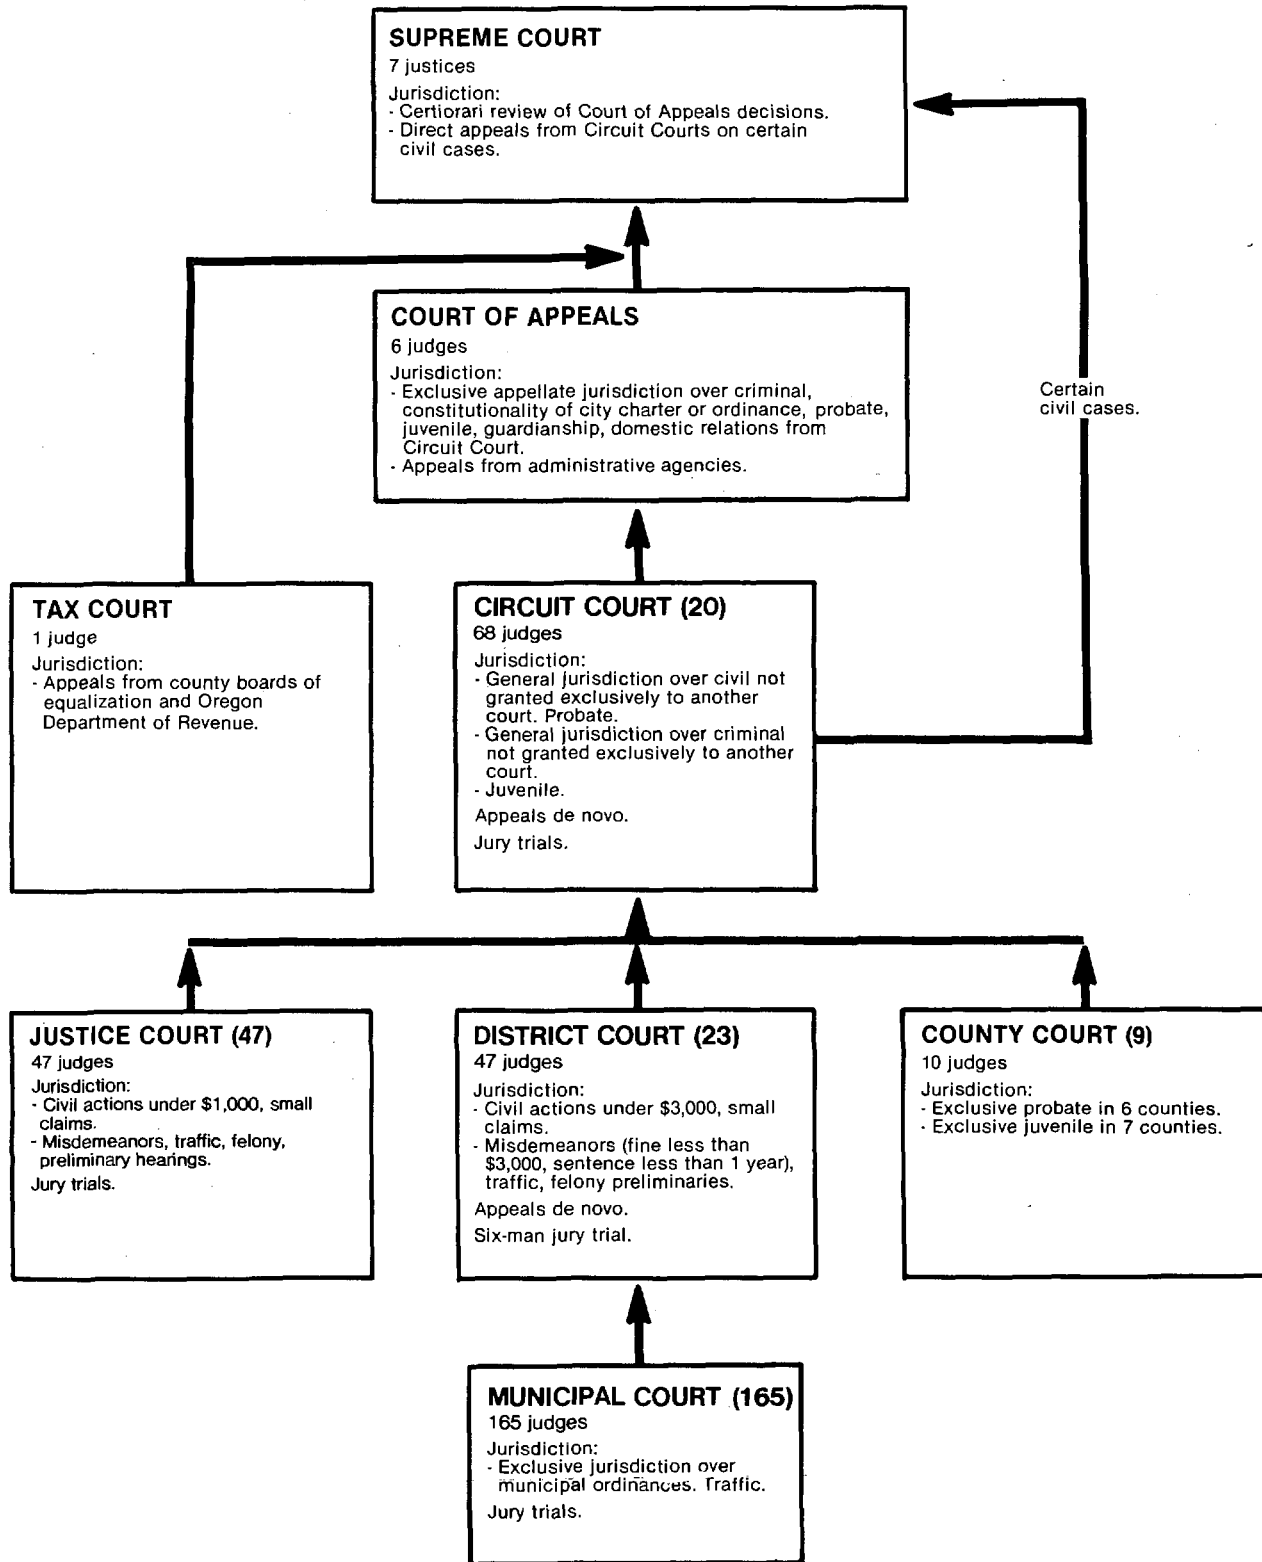 SUPREME COURT
7 justices
Jurisdiction:
- Certiorari review of Court of Appeals decisions.
- Direct appeals from Circuit Courts on certain
civil cases.
COURT OF APPEALS
6 judges
Jurisdiction:
- Exclusive appellate jurisdiction over criminal,
constitutionality of city charter or ordinance, probate,
juvenile, guardianship, domestic relations from
Circuit Court.
- Appeals from administrative agencies.
Certain
civil cases.
TAX COURT
1 judge
Jurisdiction:
- Appeals from county boards of
equalization and Oregon
Department of Revenue.
CIRCUIT COURT (20)
68 judges
Jurisdiction:
- General jurisdiction over civil not
granted exclusively to another
court. Probate.
- General jurisdiction over criminal
not granted exclusively to another
court.
- Juvenile.
Appeals de novo.
Jury trials.
JUSTICE COURT (47)
47 judges
Jurisdiction:
- Civil actions under $1,000, small
claims.
- Misdemeanors, traffic, felony,
preliminary hearings.
Jury trials.
DISTRICT COURT (23)
47 judges
Jurisdiction:
- Civil actions under $3,000, small
claims.
- Misdemeanors (fine less than
$3,000, sentence less than 1 year),
traffic, felony preliminaries.
Appeals de novo.
Six-man jury trial.
COUNTY COURT (9)
10 judges
Jurisdiction:
- Exclusive probate in 6 counties.
- Exclusive juvenile in 7 counties.
MUNICIPAL COURT (165)
165 judges
Jurisdiction:
- Exclusive jurisdiction over
municipal ordinances. Traffic.
Jury trials.